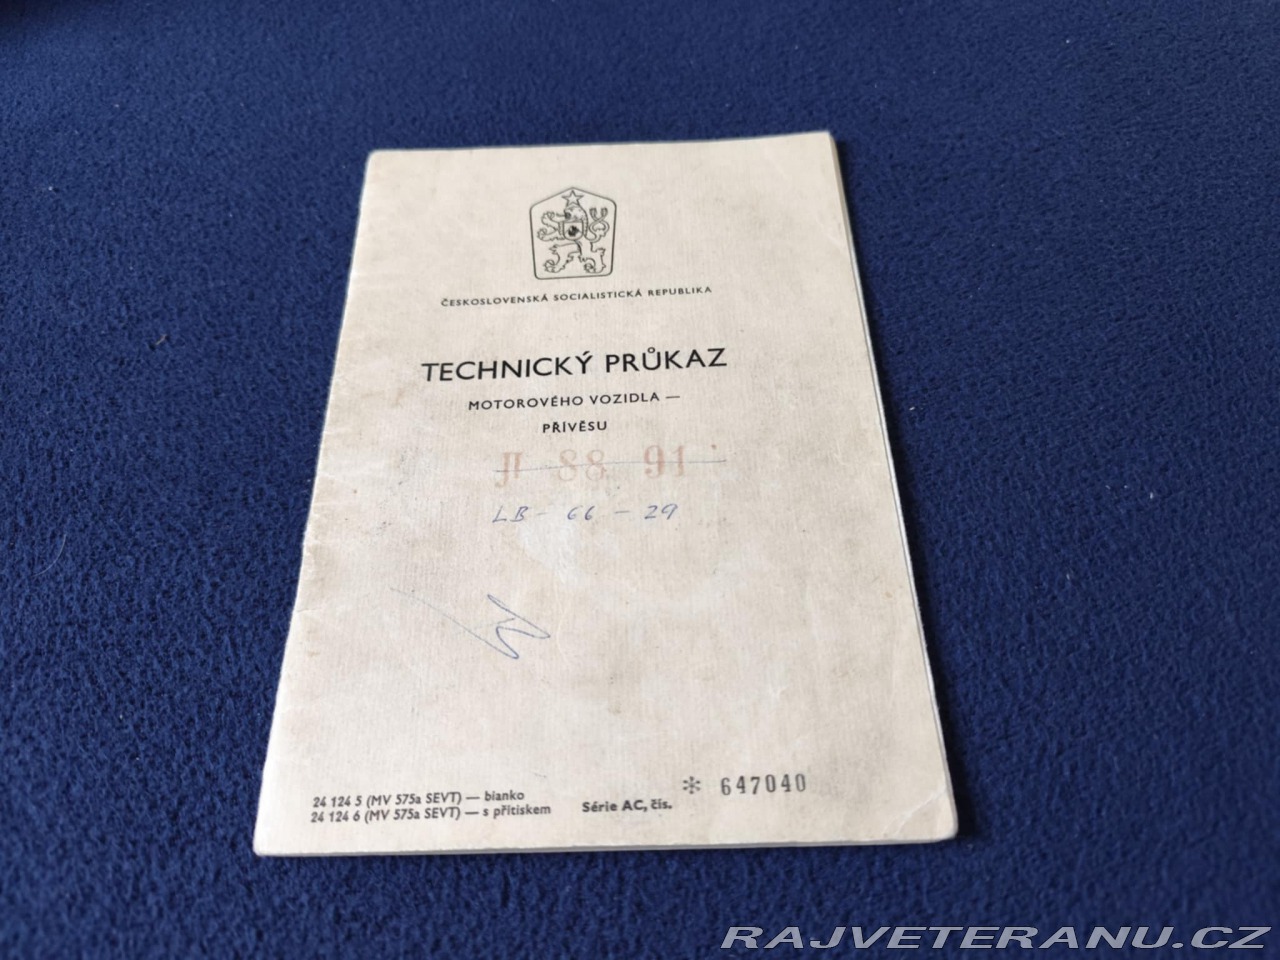 ČESKOSLOVENSKÁ SOCIALISTICKÁ REPUBLIKA
TECHNICKÝ PRŮKAZ
MOTOROVÉHO VOZIDLA —
PŘÍVĚSU
JI 88 91
LB - 66 - 29
24 124 5 (MV 575a SEVT) — bianko
24 124 6 (MV 575a SEVT) — s přítiskem
Série AC, čís. * 647040
RAJVETERANU.CZ